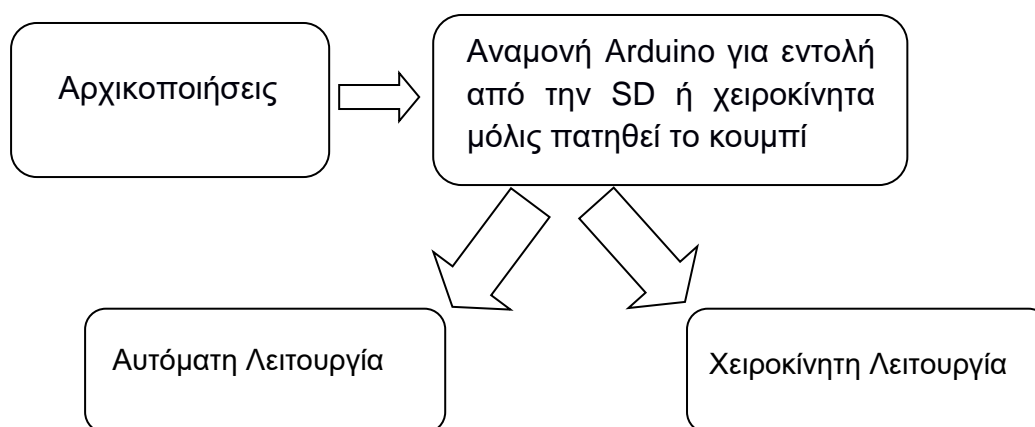 Αρχικοποιήσεις
Αναμονή Arduino για εντολή
από την SD ή χειροκίνητα
μόλις πατηθεί το κουμπί
Αυτόματη Λειτουργία
Χειροκίνητη Λειτουργία